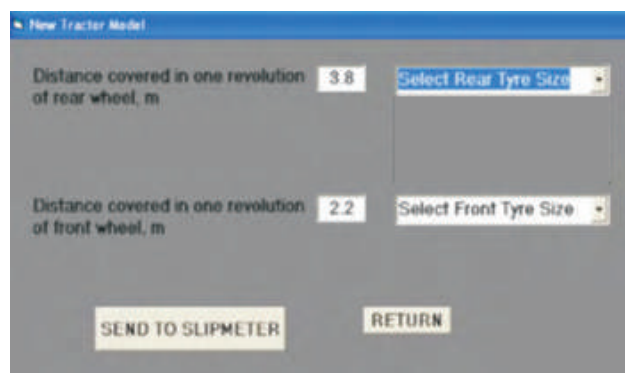 New Tractor Model
Distance covered in one revolution 3.8 Select Rear Tyre Size
of rear wheel, m
Distance covered in one revolution 2.2 Select Front Tyre Size
of front wheel, m
SEND TO SLIPMETER RETURN